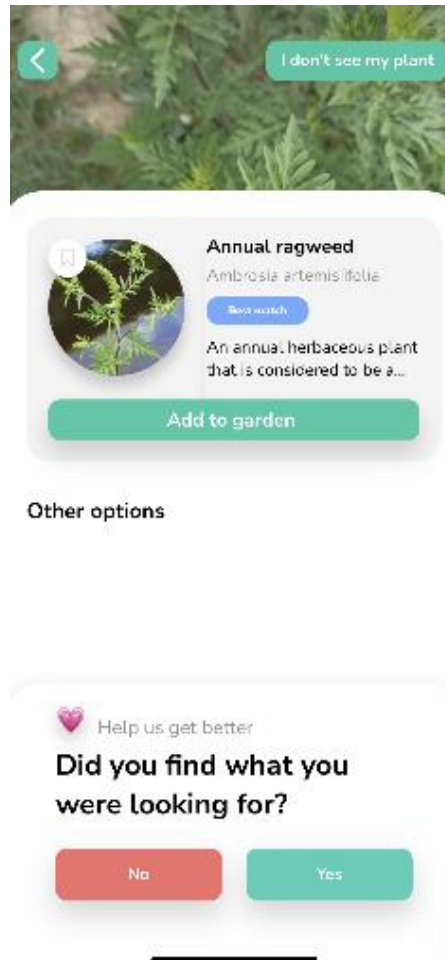 I don't see my plant
Annual ragweed
Ambrosia artemisiifolia
Best match
An annual herbaceous plant
that is considered to be a...
Add to garden
Other options
Help us get better
Did you find what you
were looking for?
No
Yes